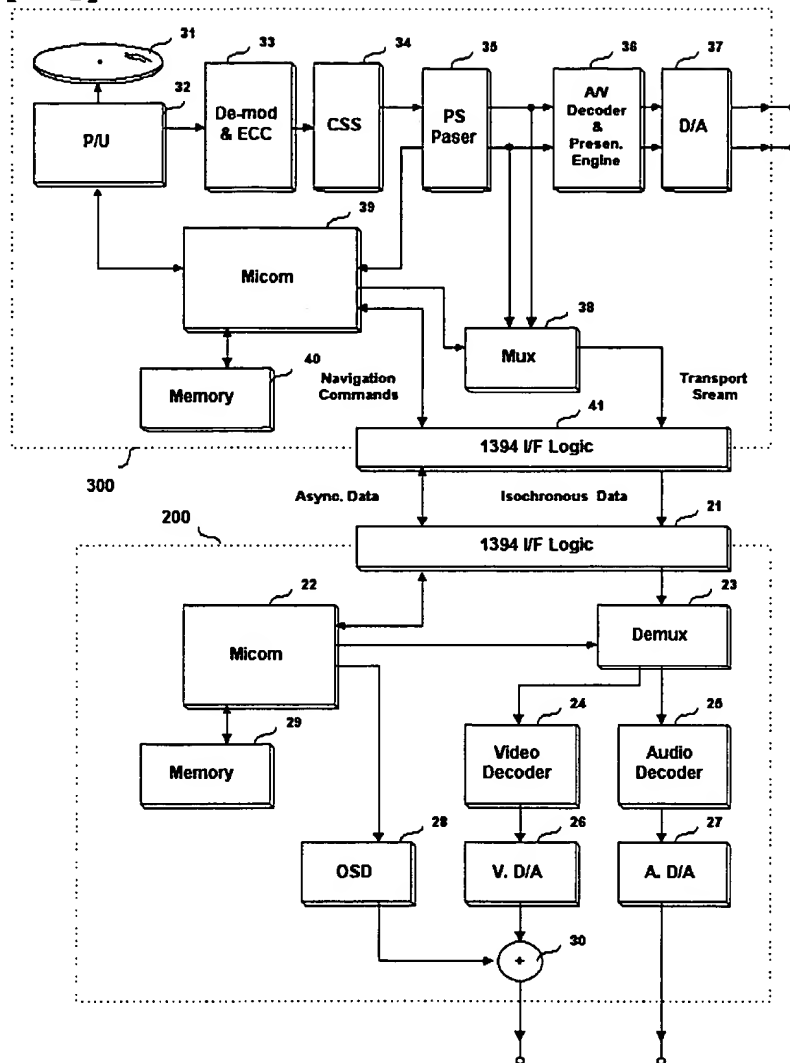 31
32
33
34
35
36
37
P/U
De-mod
& ECC
CSS
PS
Paser
A/V
Decoder
&
Presen.
Engine
D/A
39
Micom
38
Mux
40
Memory
Navigation
Commands
Transport
Sream
41
1394 I/F Logic
300
Async. Data
Isochronous Data
21
200
1394 I/F Logic
22
Micom
23
Demux
29
Memory
24
Video
Decoder
25
Audio
Decoder
28
OSD
26
V. D/A
27
A. D/A
+
30